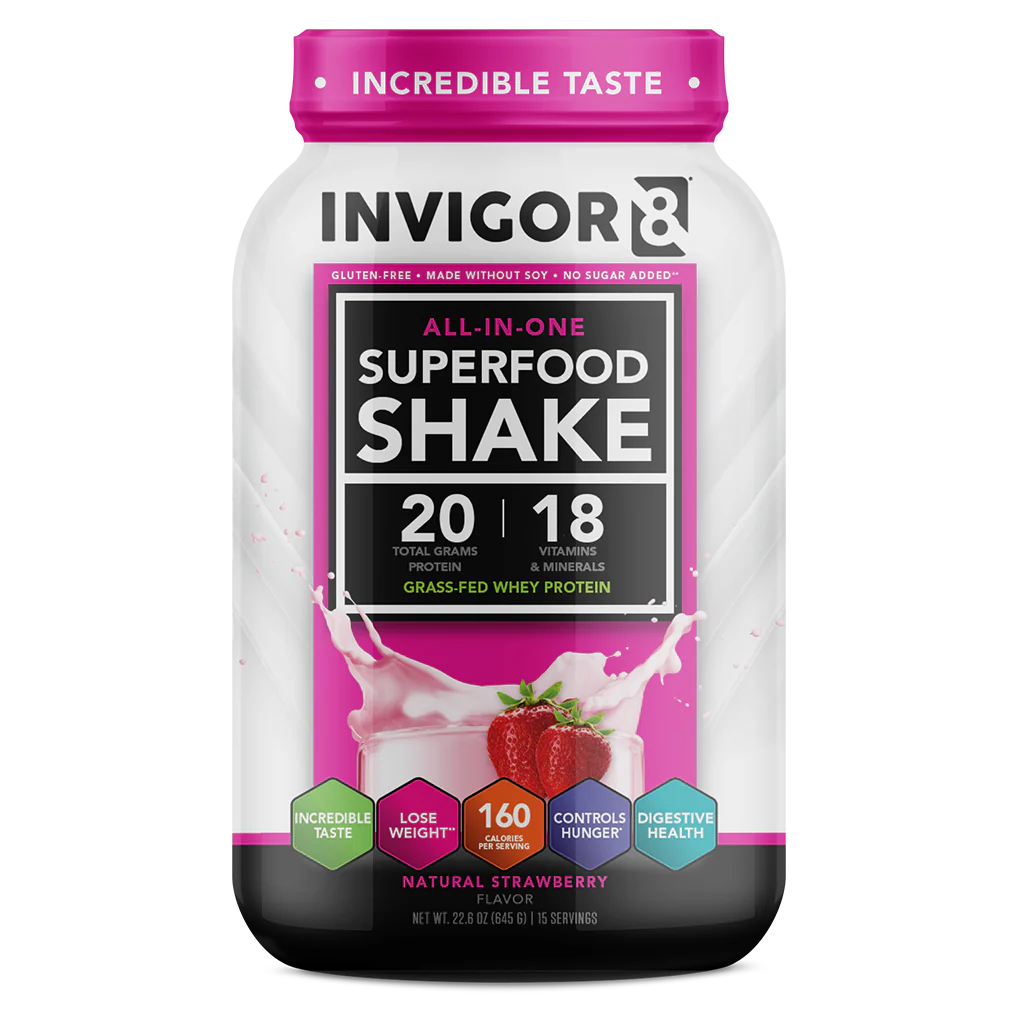 • INCREDIBLE TASTE •
INVIGOR8
GLUTEN-FREE • MADE WITHOUT SOY • NO SUGAR ADDED**
ALL-IN-ONE
SUPERFOOD
SHAKE
20 | 18
TOTAL GRAMS PROTEIN
VITAMINS & MINERALS
GRASS-FED WHEY PROTEIN
INCREDIBLE TASTE
LOSE WEIGHT**
160 CALORIES PER SERVING
CONTROLS HUNGER*
DIGESTIVE HEALTH
NATURAL STRAWBERRY
FLAVOR
NET WT. 22.6 OZ (645 G) | 15 SERVINGS